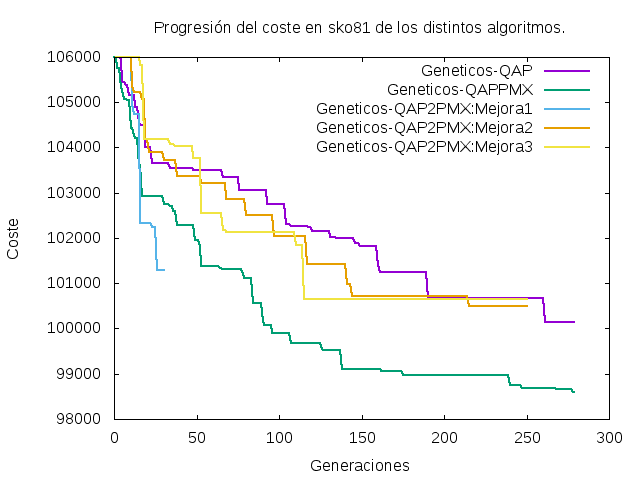 Progresión del coste en sko81 de los distintos algoritmos.
Geneticos-QAP
Geneticos-QAPPMX
Geneticos-QAP2PMX:Mejora1
Geneticos-QAP2PMX:Mejora2
Geneticos-QAP2PMX:Mejora3
106000
105000
104000
103000
102000
101000
100000
99000
98000
Coste
0 50 100 150 200 250 300
Generaciones